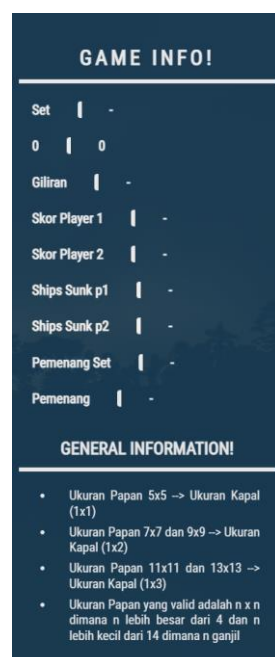 GAME INFO!
Set | -
0 | 0
Giliran | -
Skor Player 1 | -
Skor Player 2 | -
Ships Sunk p1 | -
Ships Sunk p2 | -
Pemenang Set | -
Pemenang | -
GENERAL INFORMATION!
• Ukuran Papan 5x5 --> Ukuran Kapal
(1x1)
• Ukuran Papan 7x7 dan 9x9 --> Ukuran
Kapal (1x2)
• Ukuran Papan 11x11 dan 13x13 -->
Ukuran Kapal (1x3)
• Ukuran Papan yang valid adalah n x n
dimana n lebih besar dari 4 dan n
lebih kecil dari 14 dimana n ganjil